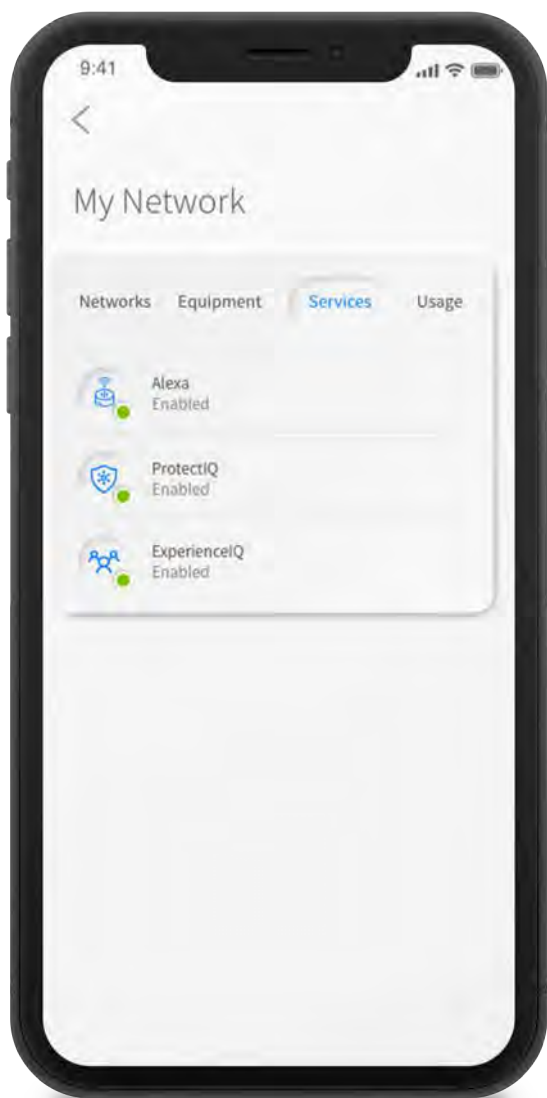 9:41
My Network
Networks Equipment Services Usage
Alexa
Enabled
ProtectIQ
Enabled
ExperienceIQ
Enabled